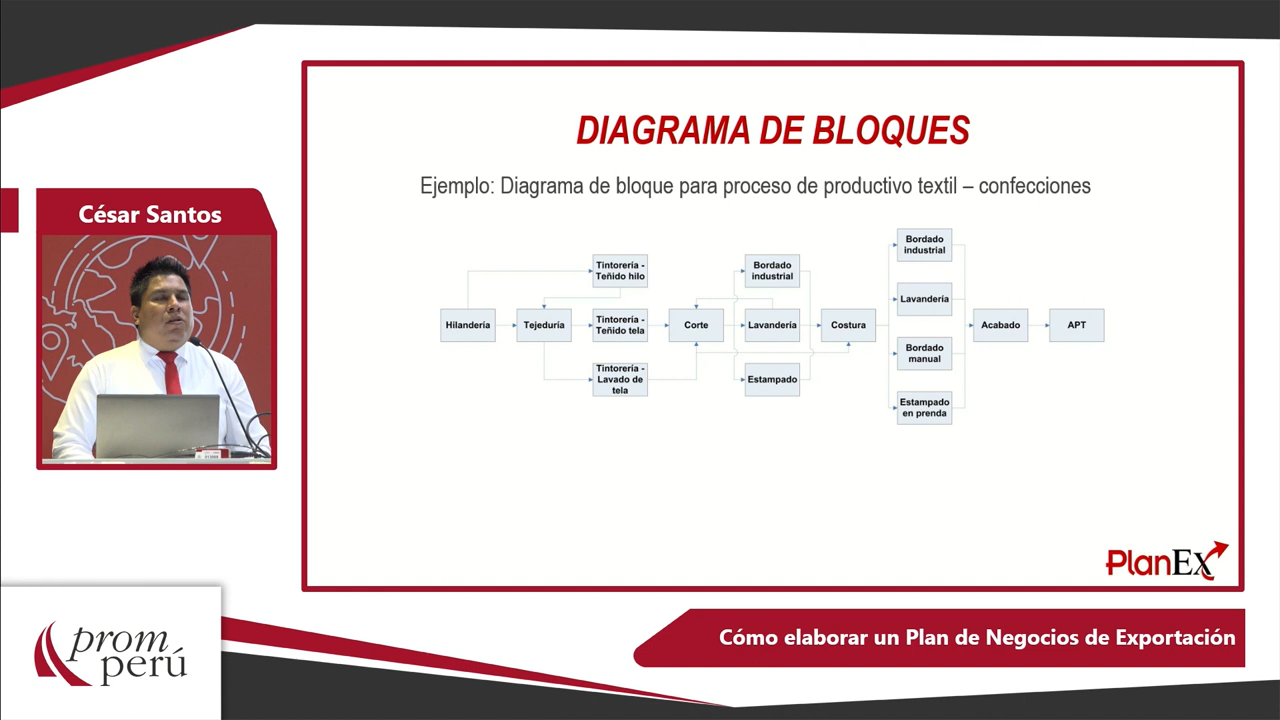 DIAGRAMA DE BLOQUES
Ejemplo: Diagrama de bloque para proceso de productivo textil – confecciones
César Santos
Hilandería
Tejeduría
Tintorería -
Teñido hilo
Tintorería -
Teñido tela
Tintorería -
Lavado de
tela
Corte
Bordado
industrial
Lavandería
Estampado
Costura
Bordado
industrial
Lavandería
Bordado
manual
Estampado
en prenda
Acabado
APT
PlanEx
Cómo elaborar un Plan de Negocios de Exportación
prom
perú